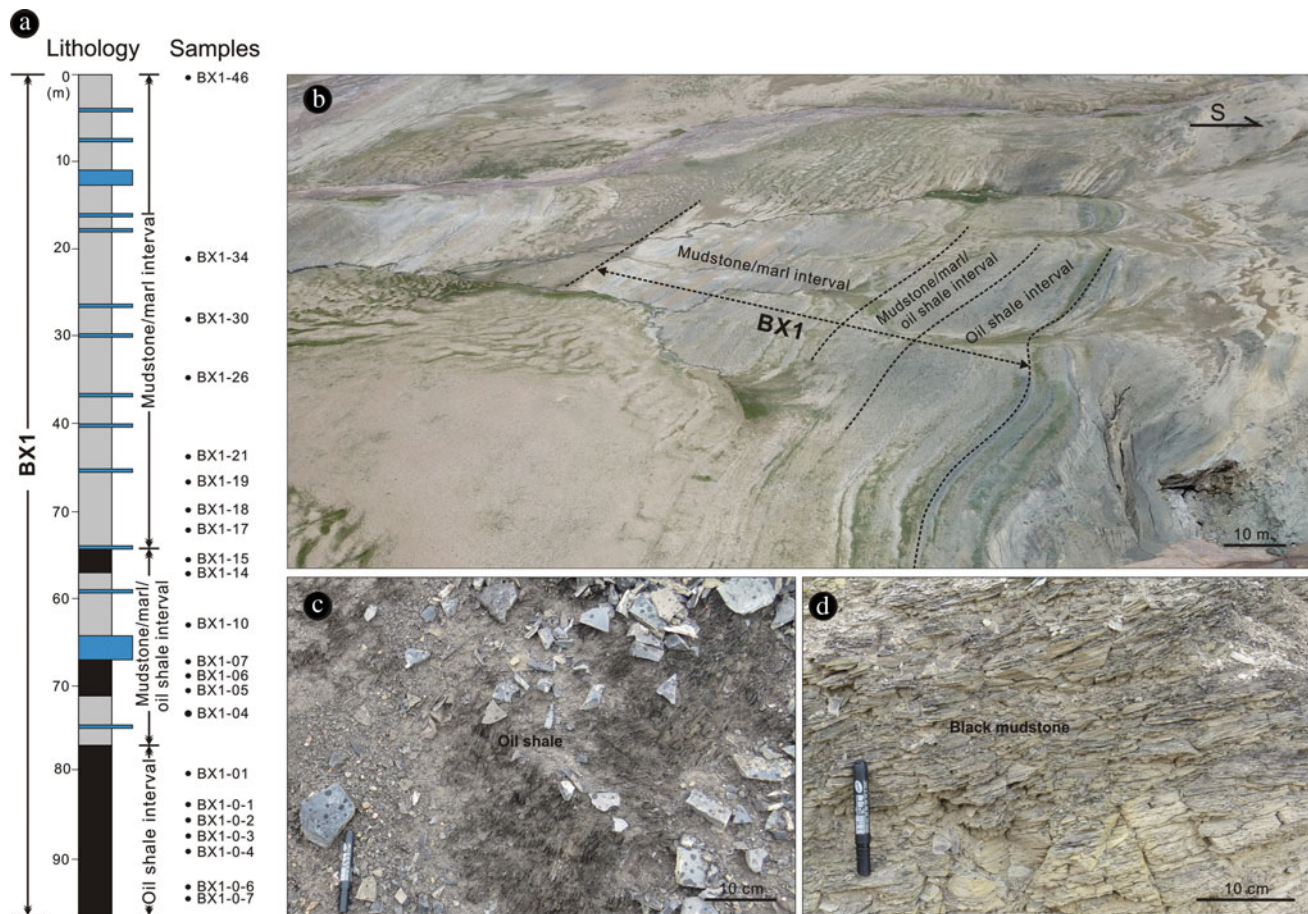 a
Lithology
Samples
0
(m)
10
20
30
40
70
60
70
80
90
BX1
Mudstone/marl interval
Mudstone/marl/
oil shale interval
Oil shale interval
BX1-46
BX1-34
BX1-30
BX1-26
BX1-21
BX1-19
BX1-18
BX1-17
BX1-15
BX1-14
BX1-10
BX1-07
BX1-06
BX1-05
BX1-04
BX1-01
BX1-0-1
BX1-0-2
BX1-0-3
BX1-0-4
BX1-0-6
BX1-0-7
b
S
Mudstone/marl interval
Mudstone/marl/
oil shale interval
Oil shale interval
BX1
10 m
c
Oil shale
10 cm
d
Black mudstone
10 cm